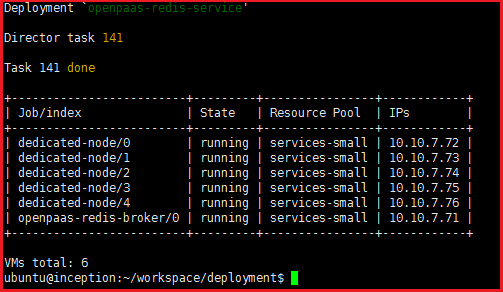 Deployment `openpaas-redis-service'
Director task 141
Task 141 done
+------------------------+---------+---------------+------------+
| Job/index | State | Resource Pool | IPs |
+------------------------+---------+---------------+------------+
| dedicated-node/0 | running | services-small | 10.10.7.72 |
| dedicated-node/1 | running | services-small | 10.10.7.73 |
| dedicated-node/2 | running | services-small | 10.10.7.74 |
| dedicated-node/3 | running | services-small | 10.10.7.75 |
| dedicated-node/4 | running | services-small | 10.10.7.76 |
| openpaas-redis-broker/0 | running | services-small | 10.10.7.71 |
+------------------------+---------+---------------+------------+
VMs total: 6
ubuntu@inception:~/workspace/deployment$